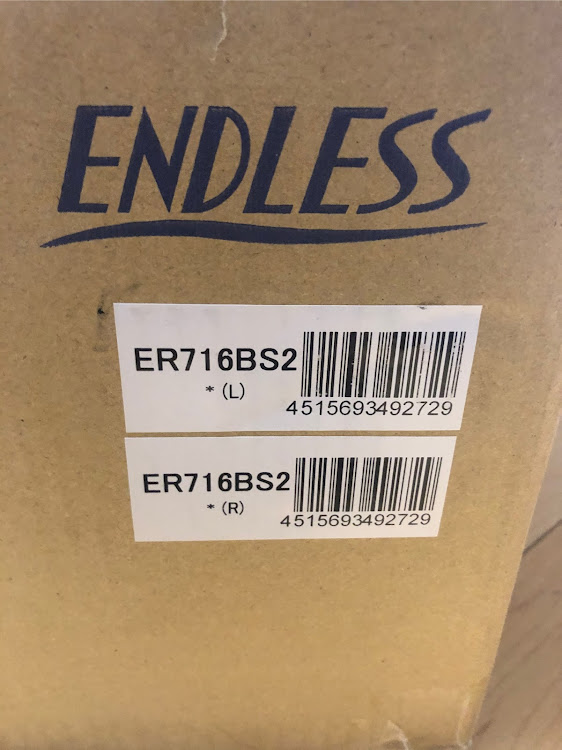 ENDLESS
ER716BS2
* (L)
4515693492729
ER716BS2
* (R)
4515693492729